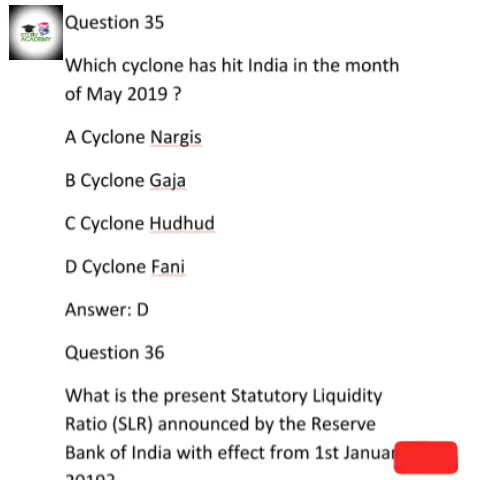 Question 35
Which cyclone has hit India in the month
of May 2019 ?
A Cyclone Nargis
B Cyclone Gaja
C Cyclone Hudhud
D Cyclone Fani
Answer: D
Question 36
What is the present Statutory Liquidity
Ratio (SLR) announced by the Reserve
Bank of India with effect from 1st Januar
2019?